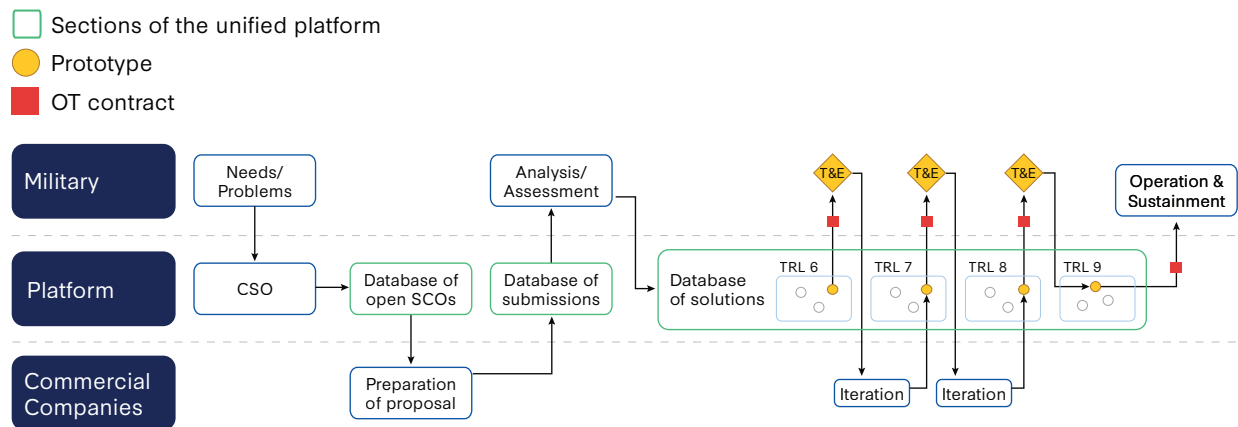 Sections of the unified platform
Prototype
OT contract
Military
Needs/
Problems
Analysis/
Assessment
T&E
T&E
T&E
Operation &
Sustainment
Platform
CSO
Database of
open SCOs
Database of
submissions
Database
of solutions
TRL 6
TRL 7
TRL 8
TRL 9
Commercial
Companies
Preparation
of proposal
Iteration
Iteration